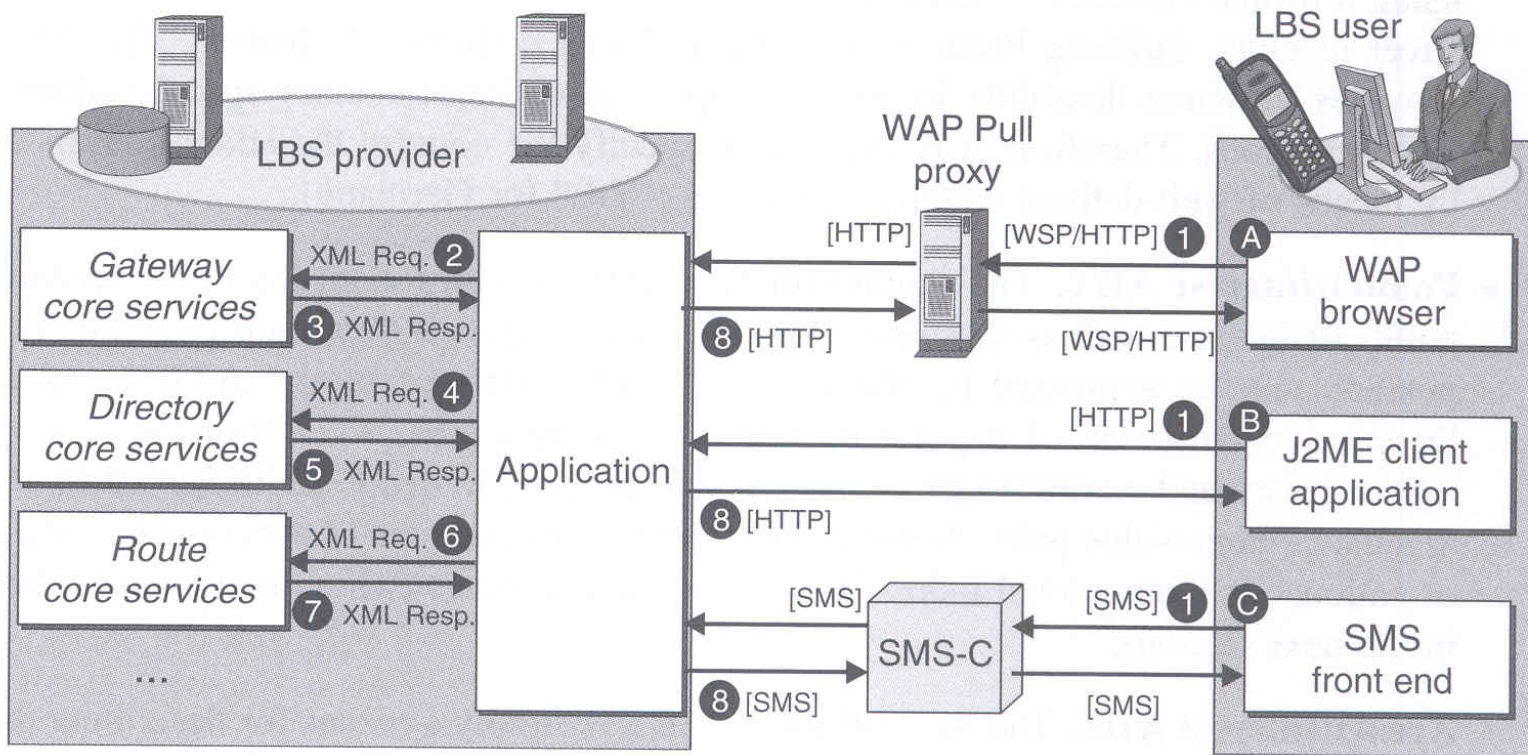 LBS user
LBS provider
WAP Pull
proxy
Gateway
core services
XML Req. 2
3 XML Resp.
Directory
core services
XML Req. 4
5 XML Resp.
Route
core services
XML Req. 6
7 XML Resp.
...
Application
[HTTP]
[WSP/HTTP] 1 A
8 [HTTP]
[WSP/HTTP]
WAP
browser
[HTTP] 1 B
8 [HTTP]
J2ME client
application
[SMS]
[SMS] 1 C
SMS-C
8 [SMS]
[SMS]
SMS
front end